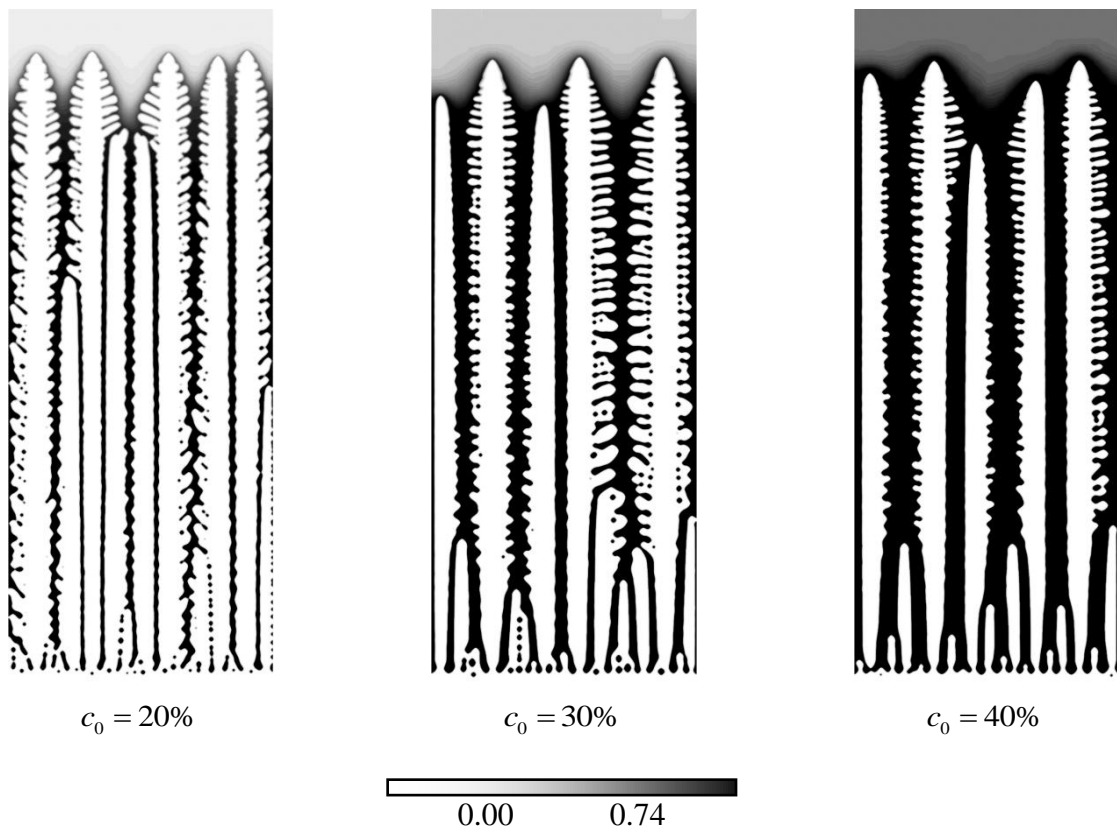 c₀ = 20%
c₀ = 30%
c₀ = 40%
0.00 0.74